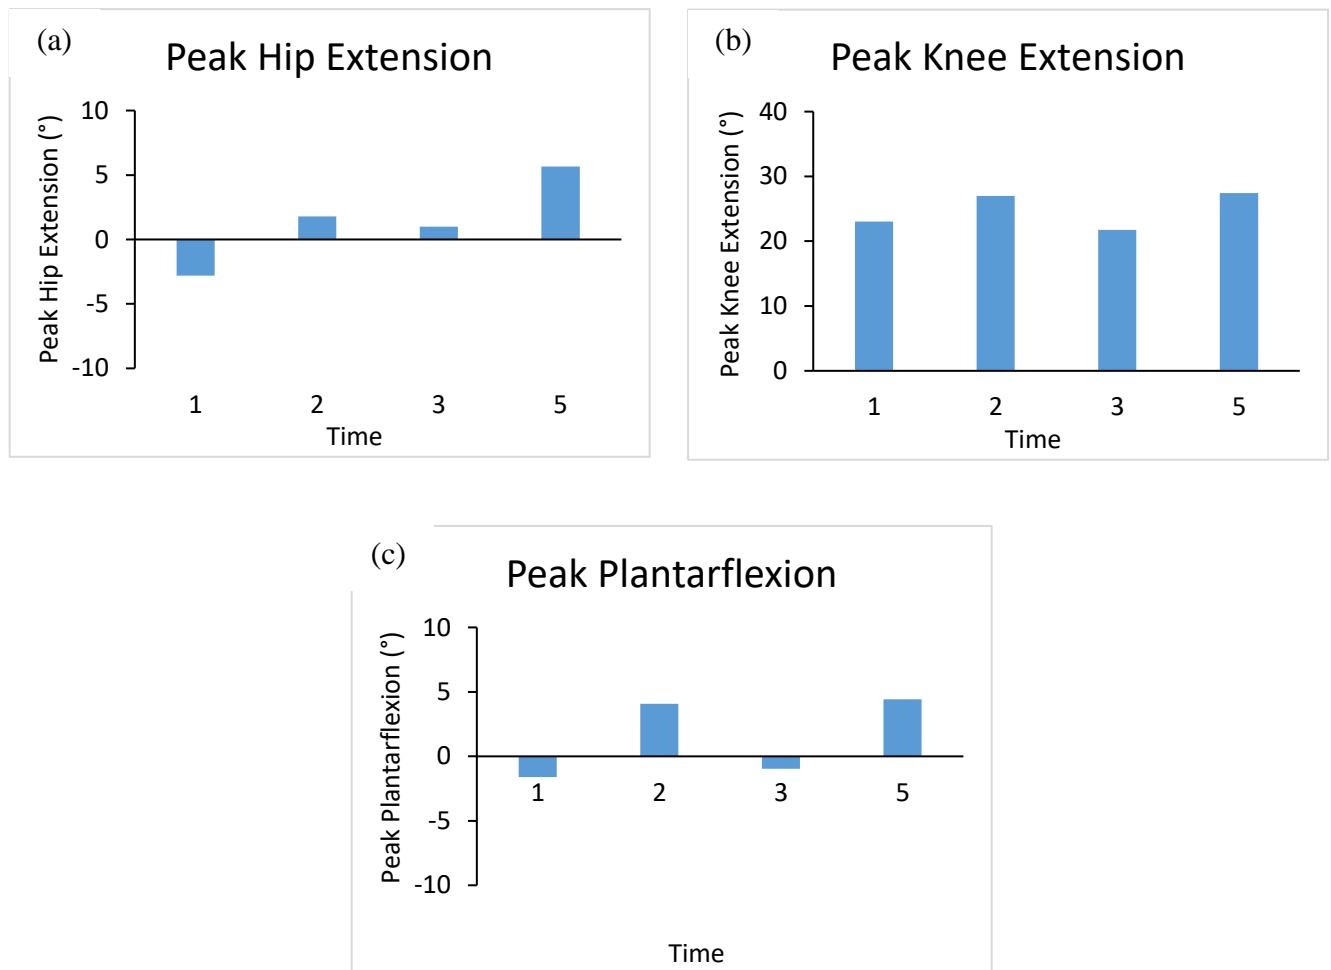 (a)
Peak Hip Extension
Peak Hip Extension (°)
10
5
0
-5
-10
1 2 3 5
Time
(b)
Peak Knee Extension
Peak Knee Extension (°)
40
30
20
10
0
1 2 3 5
Time
(c)
Peak Plantarflexion
Peak Plantarflexion (°)
10
5
0
-5
-10
1 2 3 5
Time